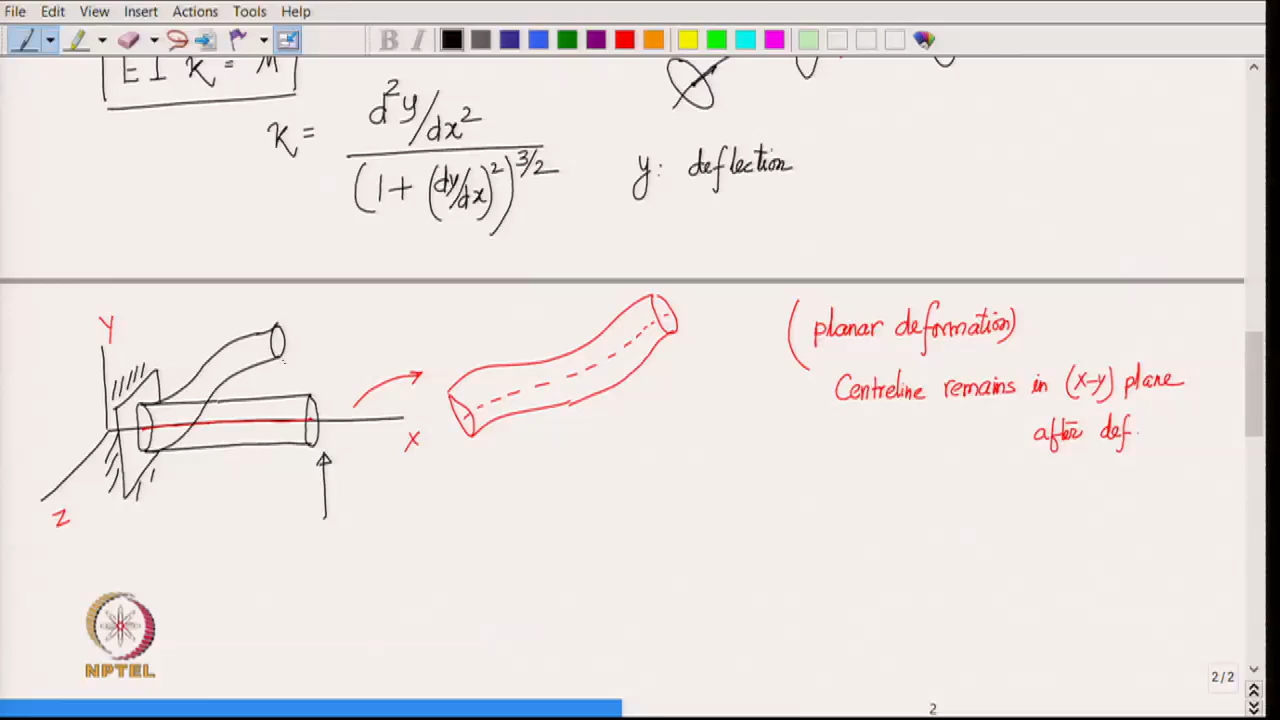 File Edit View Insert Actions Tools Help
B I
E I K = M
K = d²y/dx² / (1 + (dy/dx)²)^3/2
y: deflection
Y
(planar deformation)
Centreline remains in (x-y) plane
after def.
X
Z
NPTEL
2/2
2